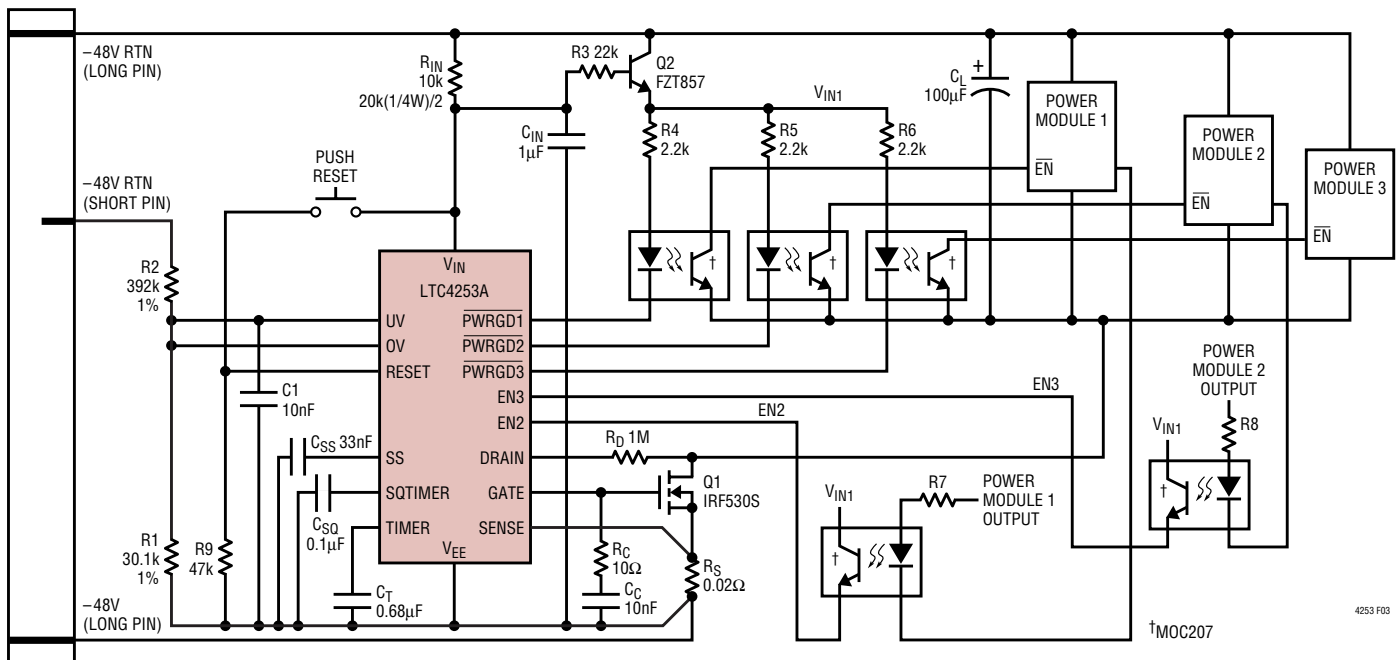 −48V RTN
(LONG PIN)
R_IN
10k
20k(1/4W)/2
R3 22k
Q2
FZT857
C_IN
1µF
V_IN1
R4
2.2k
R5
2.2k
R6
2.2k
+
C_L
100µF
POWER
MODULE 1
EN
POWER
MODULE 2
EN
POWER
MODULE 3
EN
PUSH
RESET
−48V RTN
(SHORT PIN)
R2
392k
1%
†
†
†
V_IN
LTC4253A
UV
OV
RESET
SS
SQTIMER
TIMER
V_EE
PWRGD1
PWRGD2
PWRGD3
EN3
EN2
DRAIN
GATE
SENSE
C1
10nF
C_SS 33nF
C_SQ
0.1µF
R1
30.1k
1%
R9
47k
C_T
0.68µF
−48V
(LONG PIN)
EN3
EN2
R_D 1M
Q1
IRF530S
R_C
10Ω
C_C
10nF
R_S
0.02Ω
V_IN1
†
R7
POWER
MODULE 1
OUTPUT
POWER
MODULE 2
OUTPUT
V_IN1
R8
†
†MOC207
4253 F03